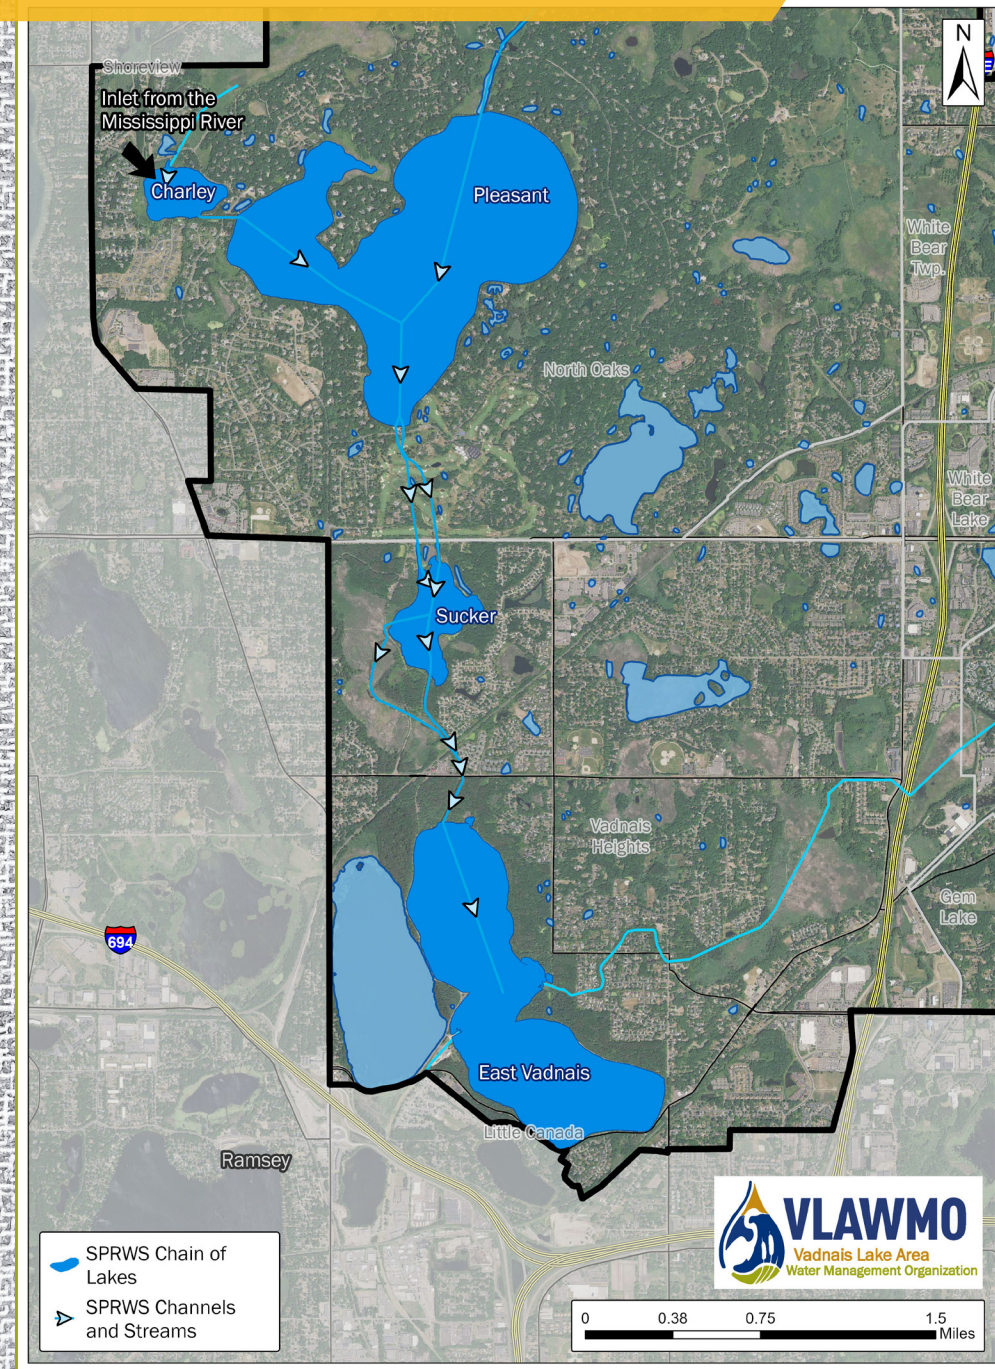 N
E
Shoreview
Inlet from the
Mississippi River
Charley
Pleasant
White
Bear
Twp.
North Oaks
White
Bear
Lake
Sucker
Vadnais
Heights
Gem
Lake
694
East Vadnais
Little Canada
Ramsey
VLAWMO
Vadnais Lake Area
Water Management Organization
SPRWS Chain of
Lakes
SPRWS Channels
and Streams
0 0.38 0.75 1.5
Miles